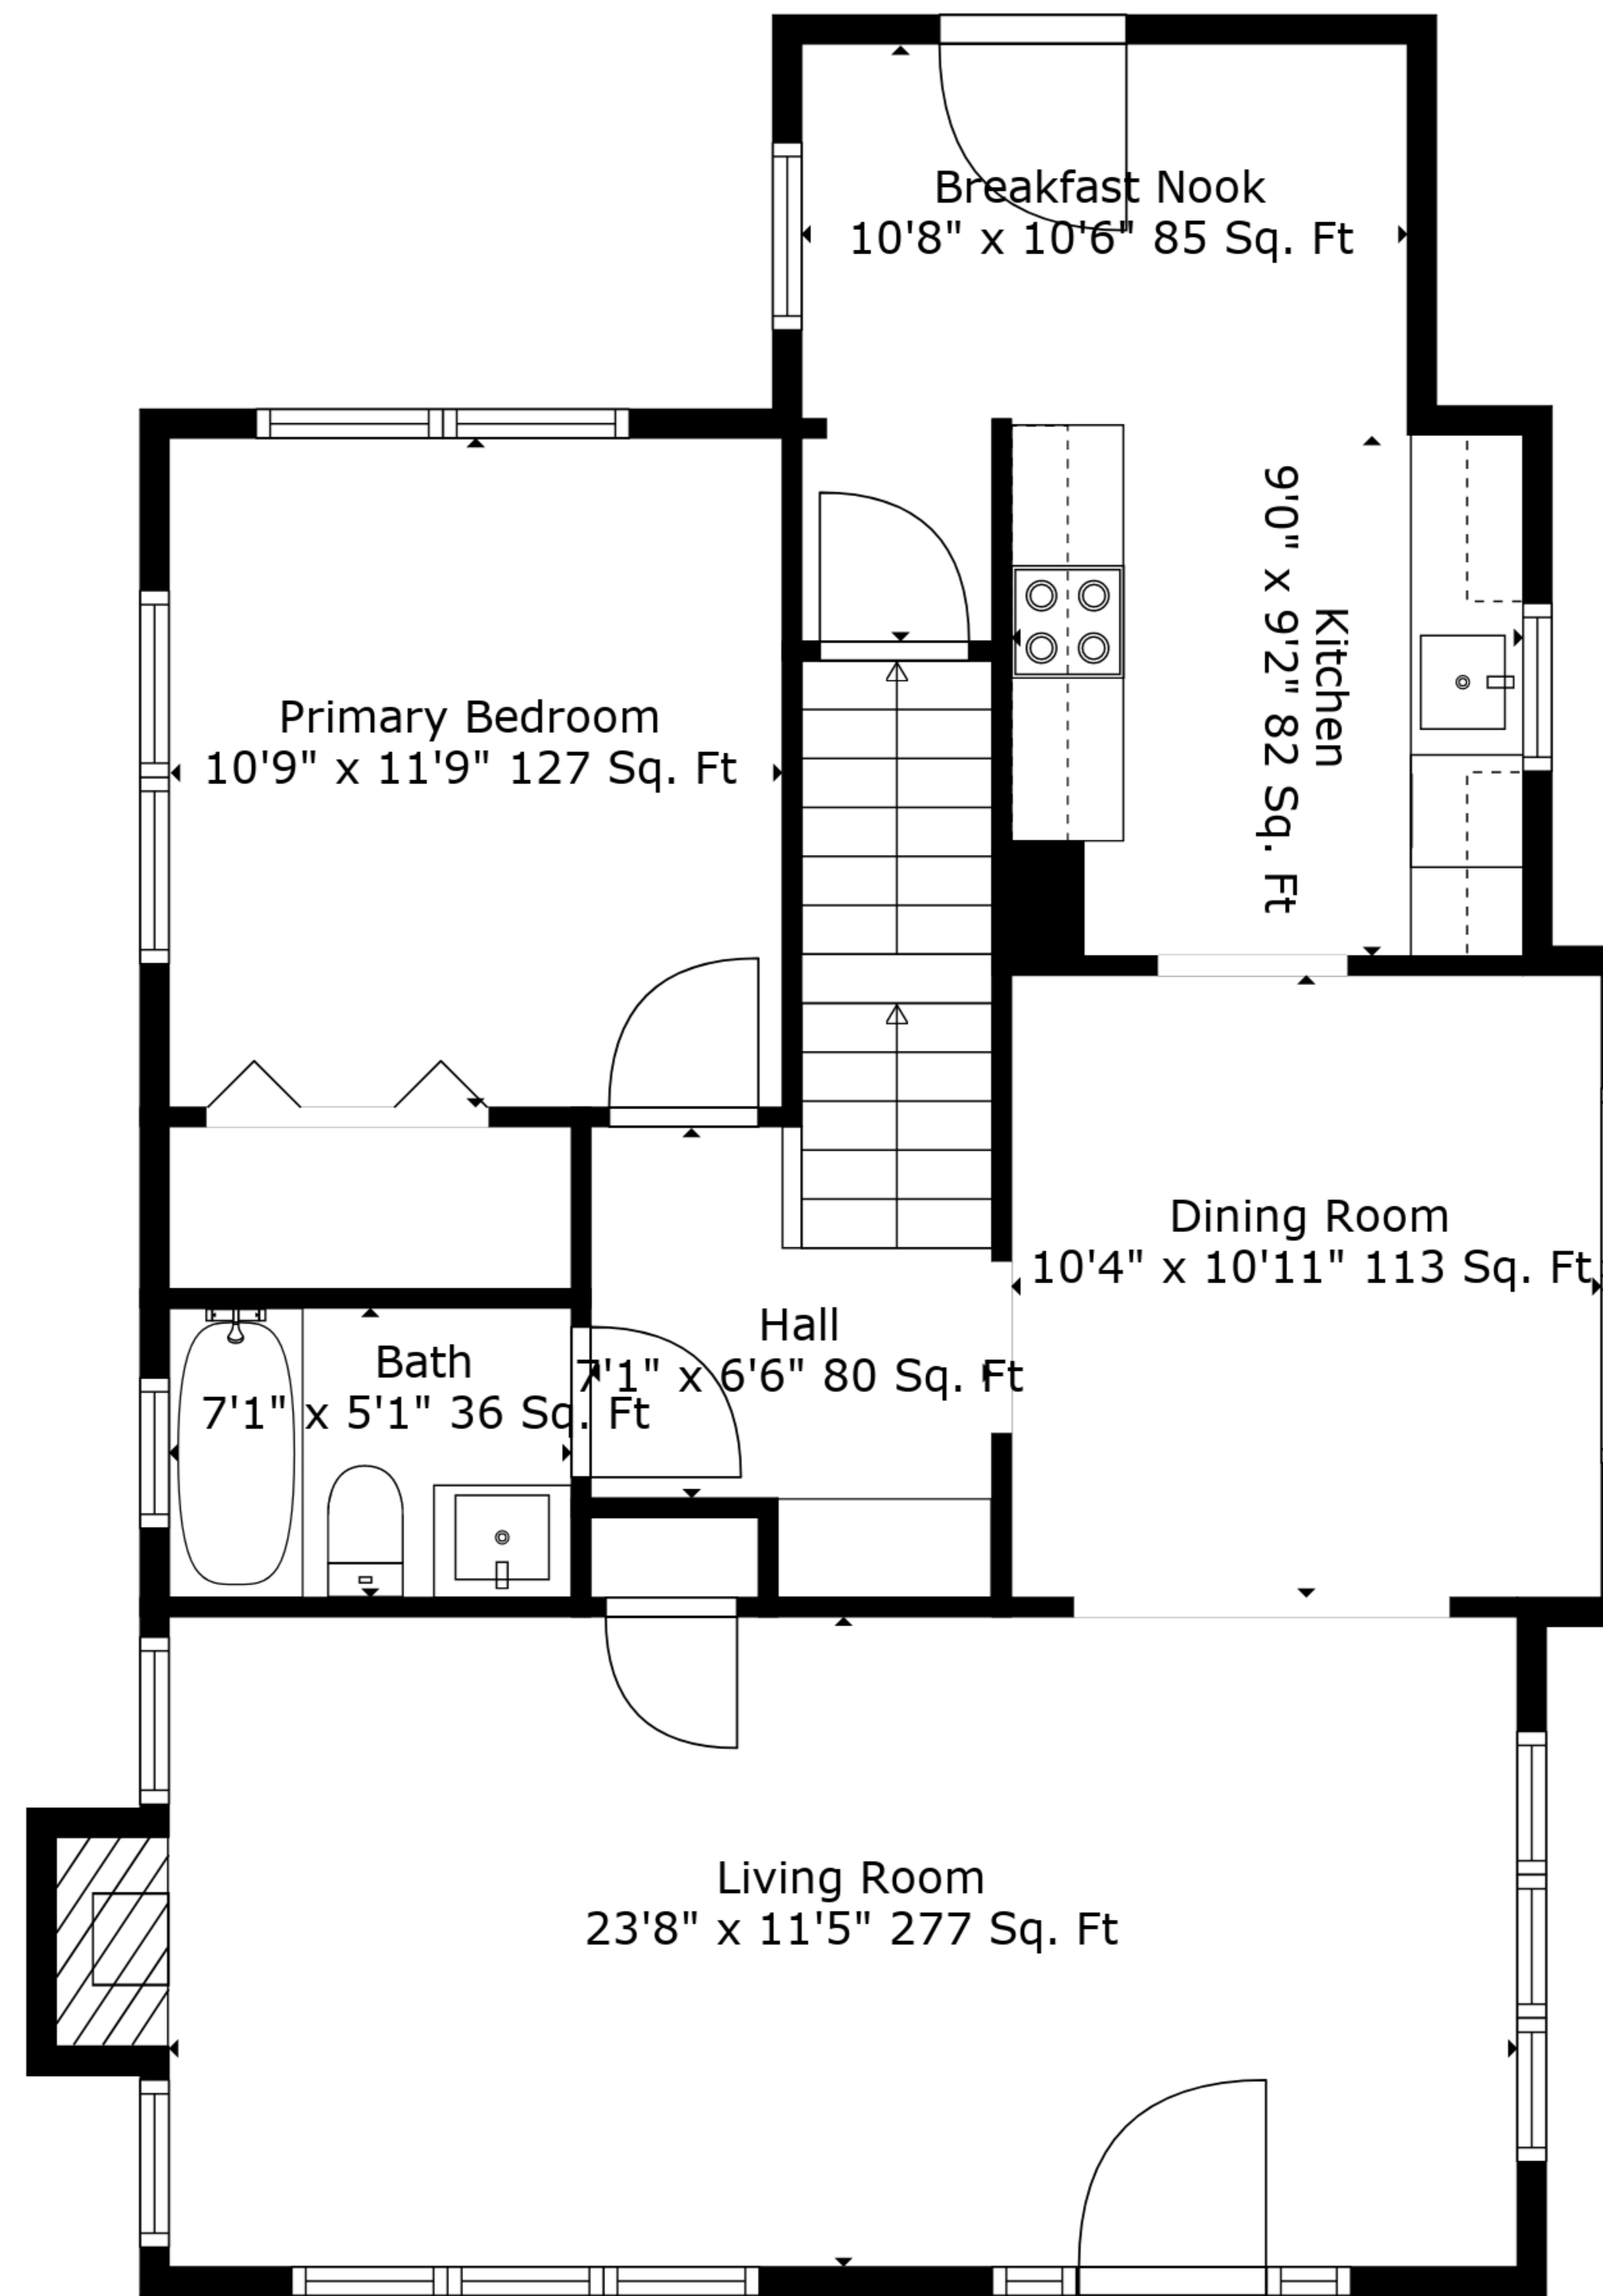 Breakfast Nook
10'8" x 10'6" 85 Sq. Ft
Kitchen
9'0" x 9'2" 82 Sq. Ft
Primary Bedroom
10'9" x 11'9" 127 Sq. Ft
Dining Room
10'4" x 10'11" 113 Sq. Ft
Hall
7'1" x 6'6" 80 Sq. Ft
Bath
7'1" x 5'1" 36 Sq. Ft
Living Room
23'8" x 11'5" 277 Sq. Ft